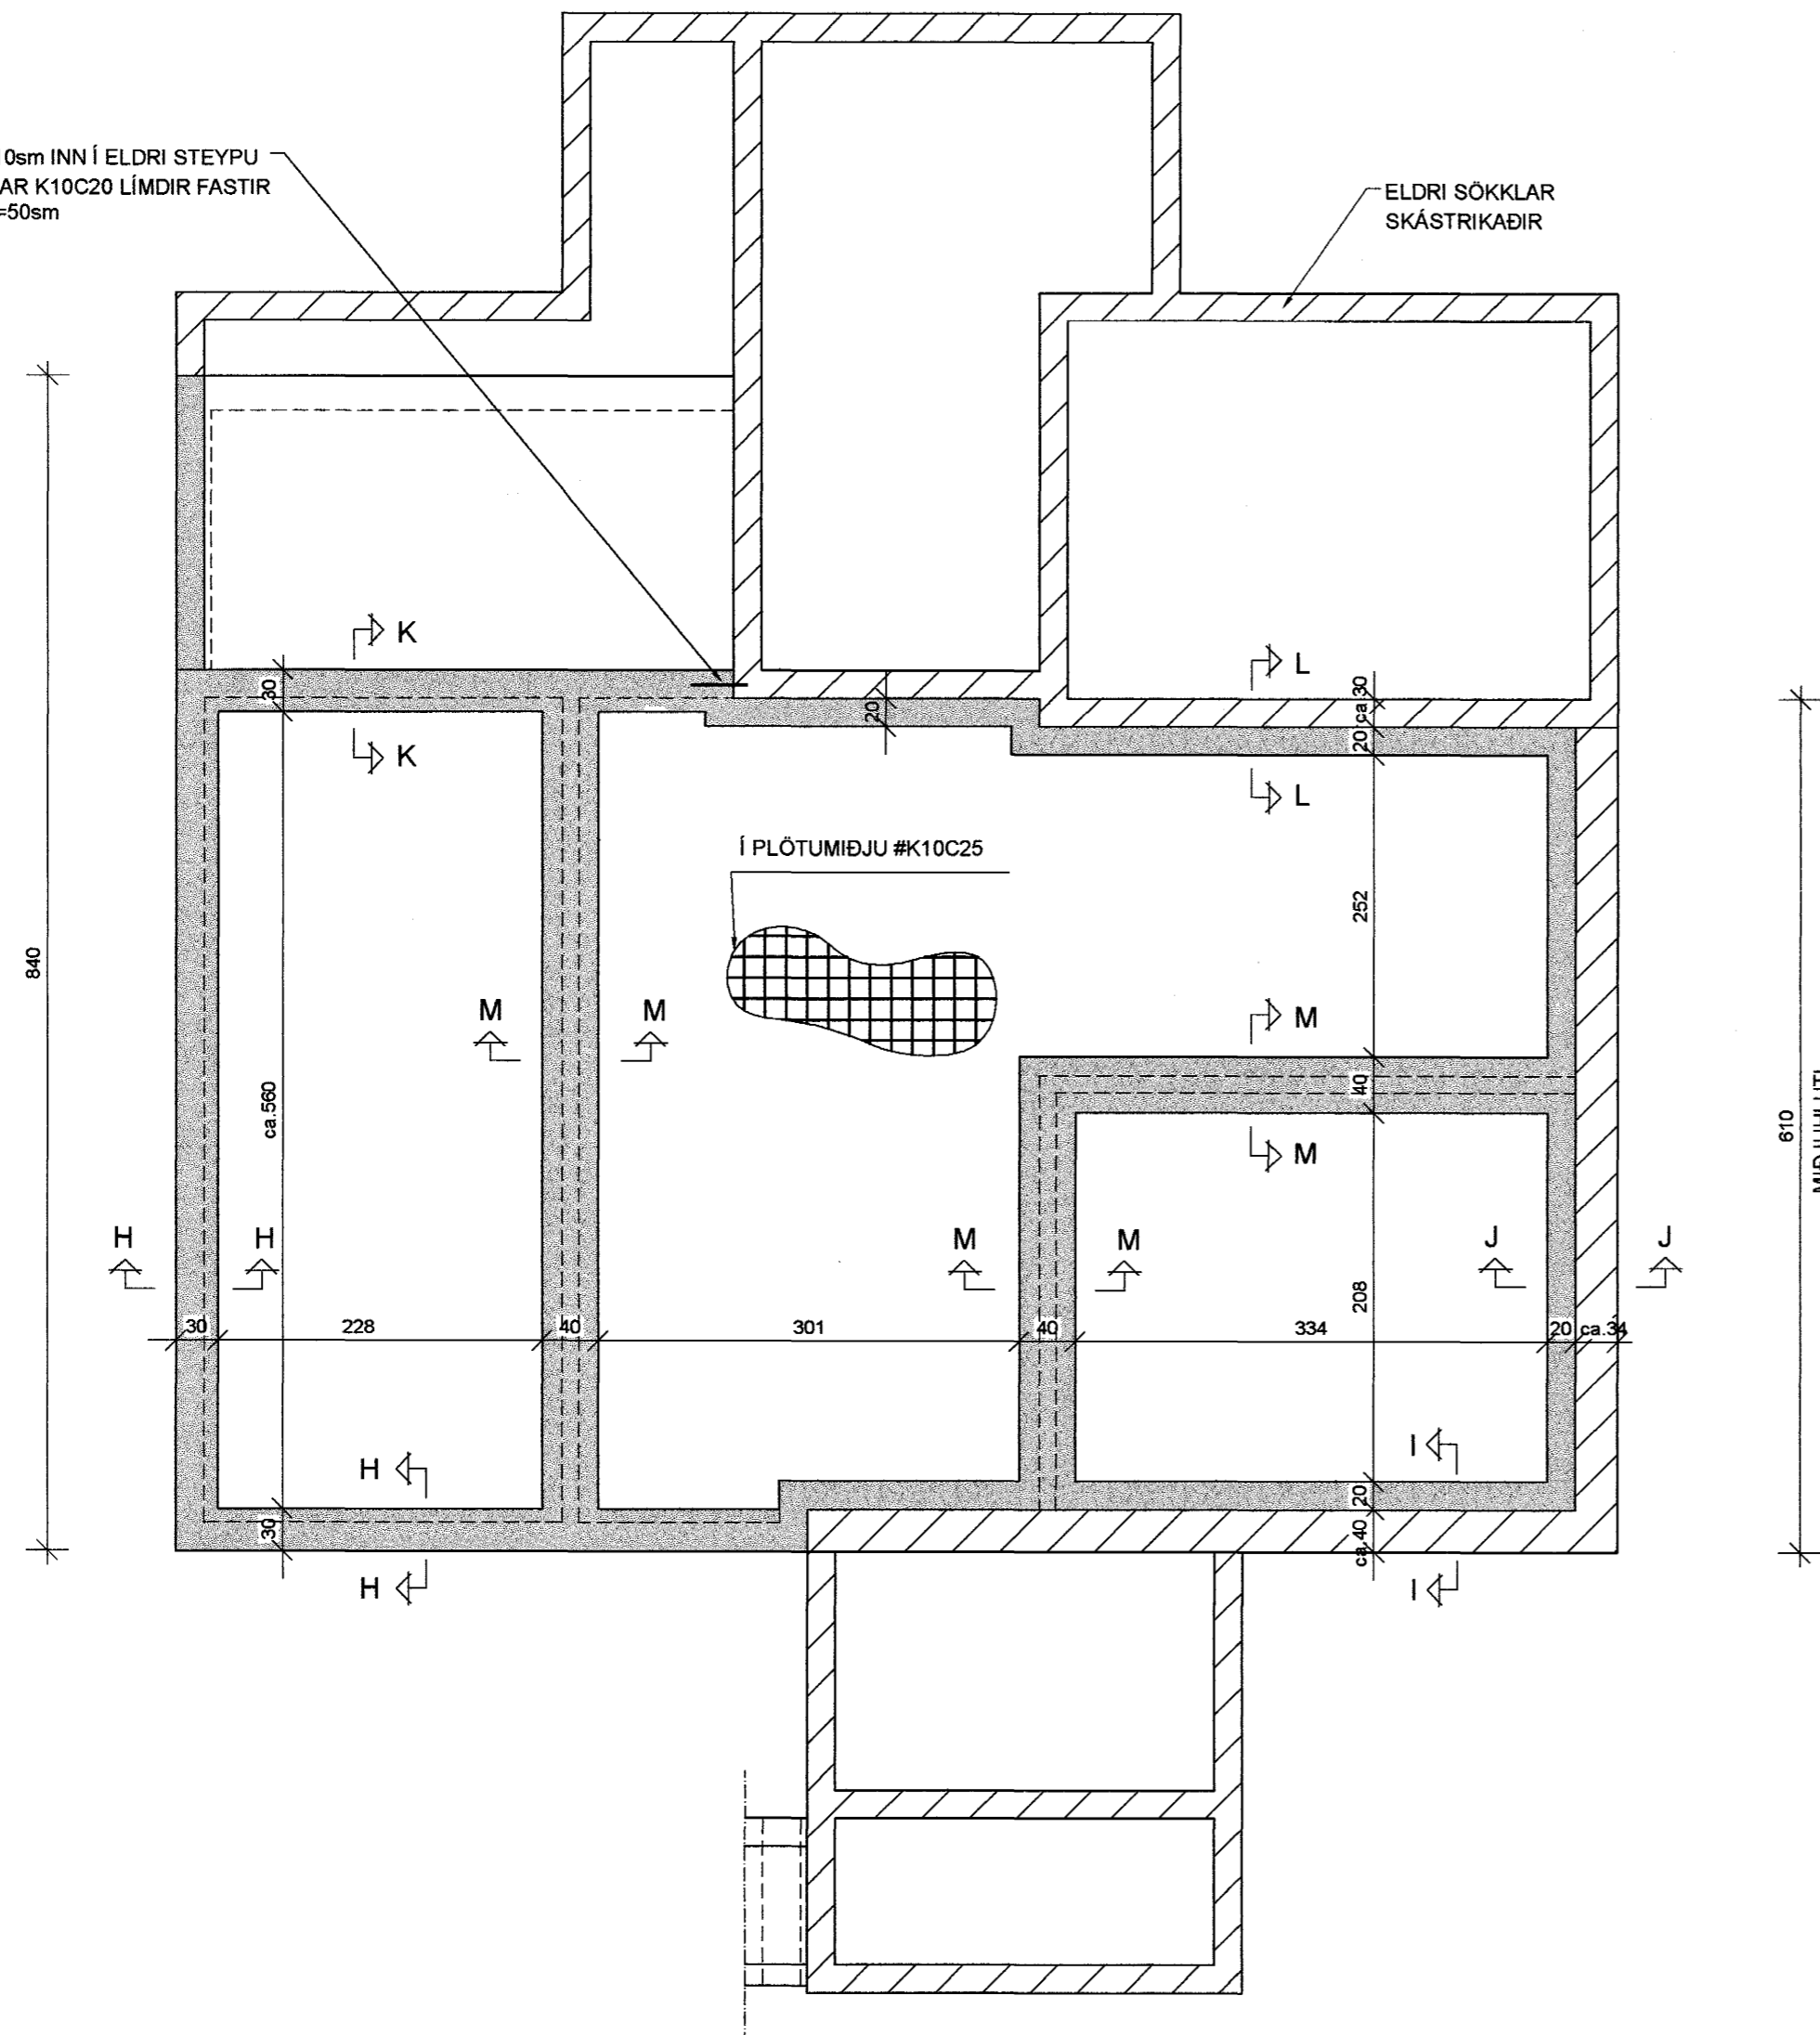 0sm INN Í ELDRI STEYPU
AR K10C20 LÍMDIR FASTIR
=50sm
ELDRI SÖKKLAR
SKÁSTRIKAÐIR
K
L
30
ca.30
20
20
K
L
Í PLÖTUMIÐJU #K10C25
252
840
M
M
M
ca.560
40
610
M
H
H
M
M
J
J
208
30
228
40
301
40
334
20
ca.34
H
I
20
30
ca.40
H
I